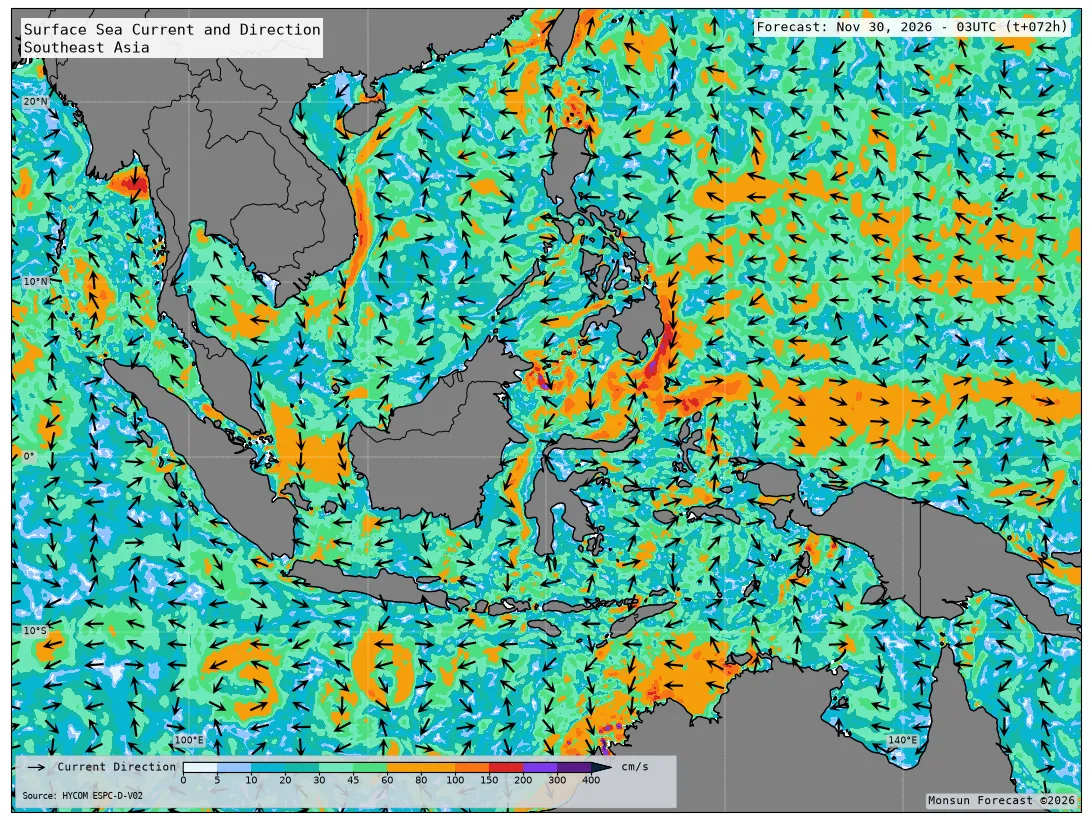 Surface Sea Current and Direction
Southeast Asia
Forecast: Nov 30, 2026 - 03UTC (t+072h)
20°N
10°N
0°
10°S
100°E
140°E
Current Direction
cm/s
0 5 10 20 30 45 60 80 100 150 200 300 400
Source: HYCOM ESPC-D-V02
Monsun Forecast ©2026